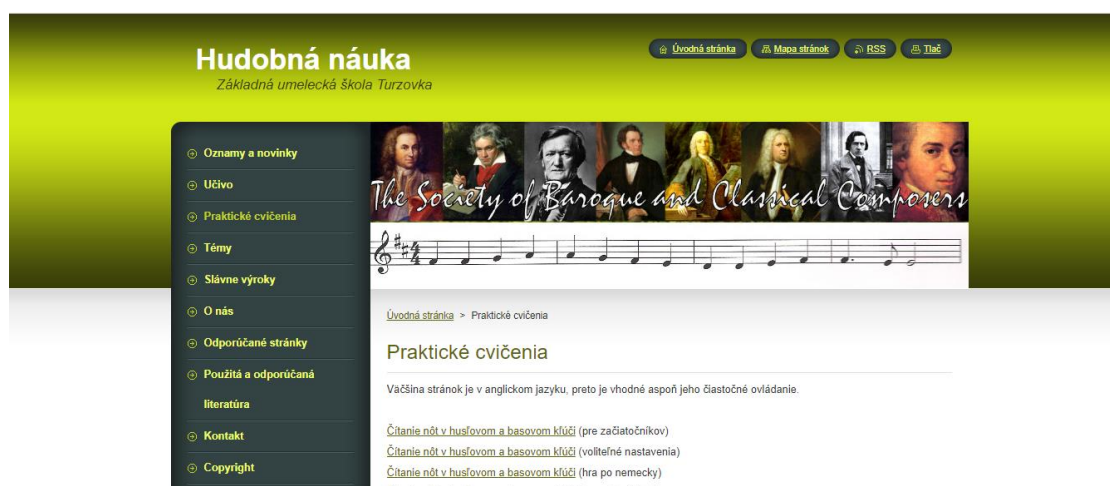 Hudobná náuka
Základná umelecká škola Turzovka
Úvodná stránka
Mapa stránok
RSS
Tlač
Oznamy a novinky
Učivo
Praktické cvičenia
Témy
Slávne výroky
O nás
Odporúčané stránky
Použitá a odporúčaná
literatúra
Kontakt
Copyright
The Society of Baroque and Classical Composers
Úvodná stránka > Praktické cvičenia
Praktické cvičenia
Väčšina stránok je v anglickom jazyku, preto je vhodné aspoň jeho čiastočné ovládanie.
Čítanie nôt v husľovom a basovom kľúči (pre začiatočníkov)
Čítanie nôt v husľovom a basovom kľúči (voliteľné nastavenia)
Čítanie nôt v husľovom a basovom kľúči (hra po nemecky)